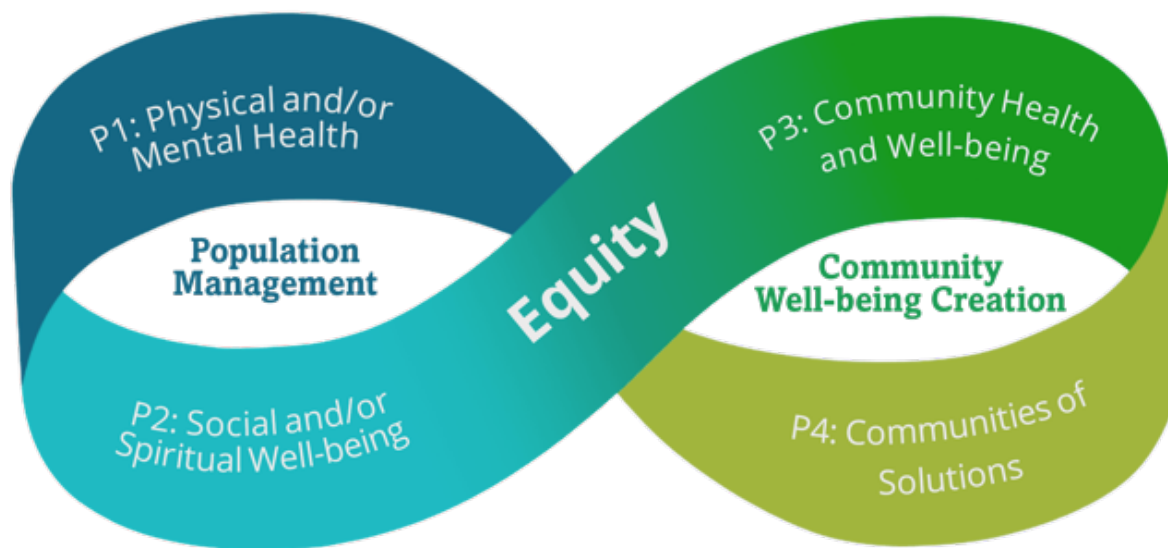 P1: Physical and/or
Mental Health
Population
Management
P2: Social and/or
Spiritual Well-being
Equity
P3: Community Health
and Well-being
Community
Well-being Creation
P4: Communities of
Solutions